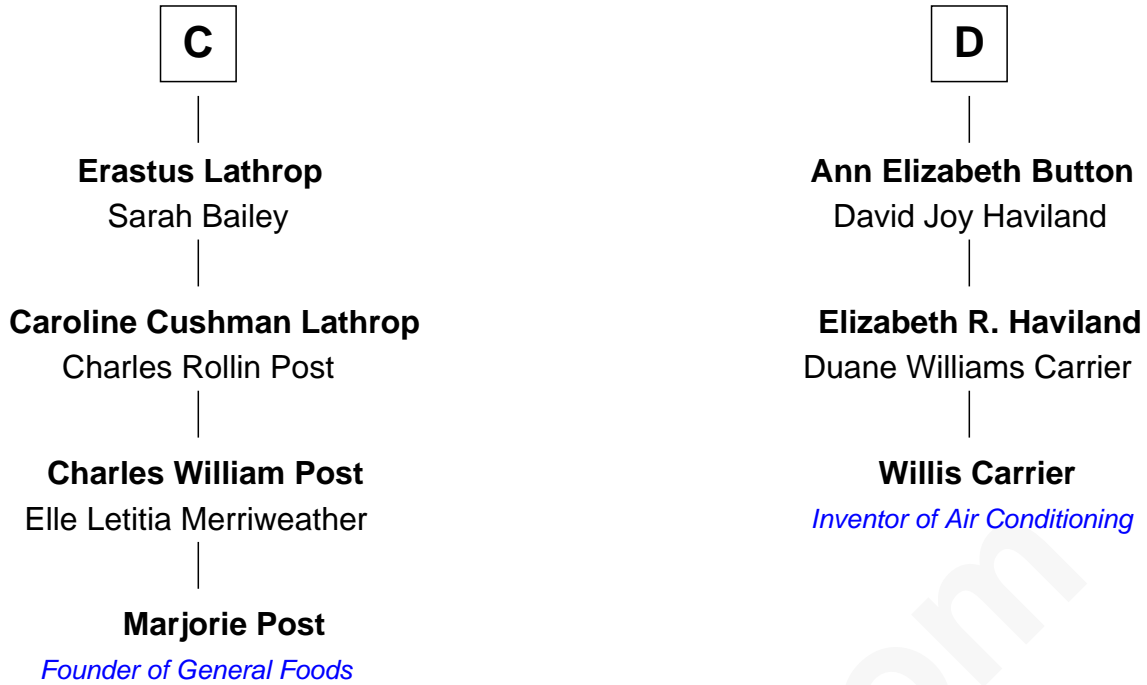 C
Erastus Lathrop
Sarah Bailey
Caroline Cushman Lathrop
Charles Rollin Post
Charles William Post
Elle Letitia Merriweather
Marjorie Post
Founder of General Foods
D
Ann Elizabeth Button
David Joy Haviland
Elizabeth R. Haviland
Duane Williams Carrier
Willis Carrier
Inventor of Air Conditioning
om